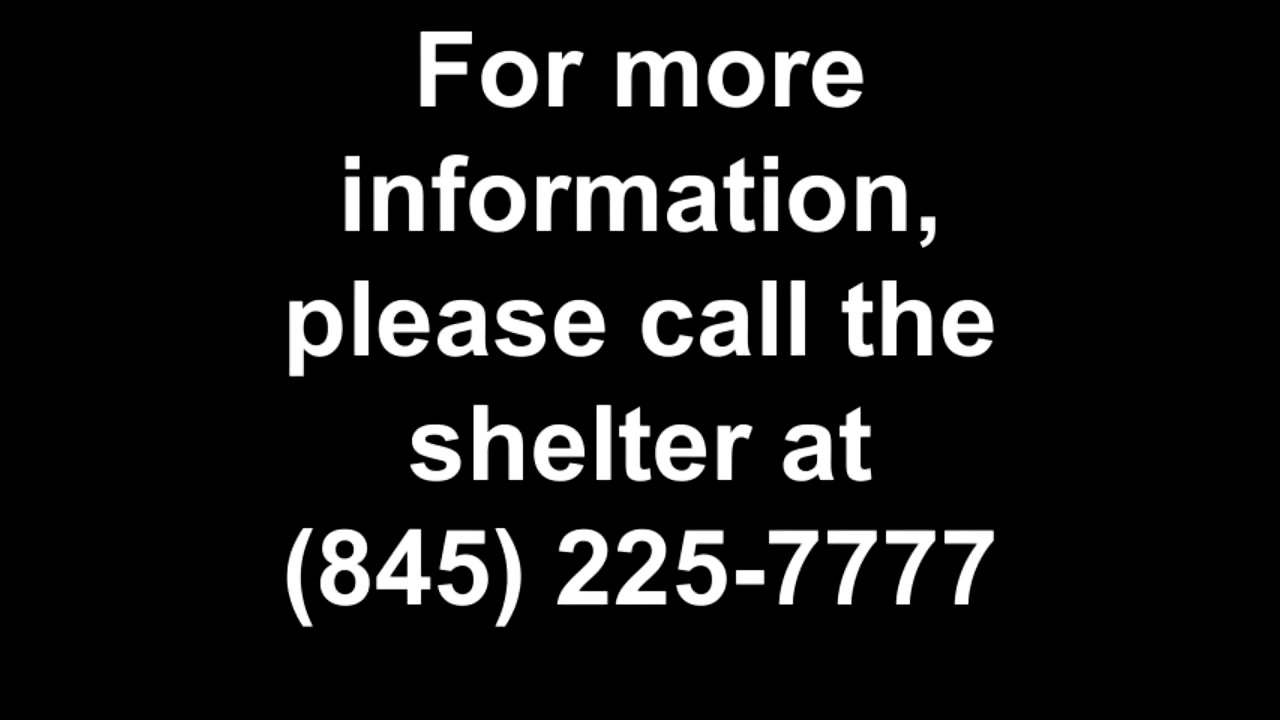 For more
information,
please call the
shelter at
(845) 225-7777